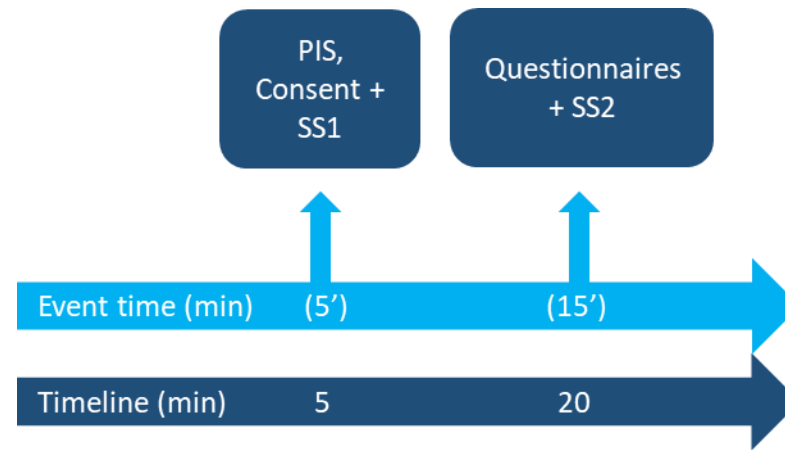 PIS,
Consent +
SS1
Questionnaires
+ SS2
Event time (min) (5’) (15’)
Timeline (min) 5 20